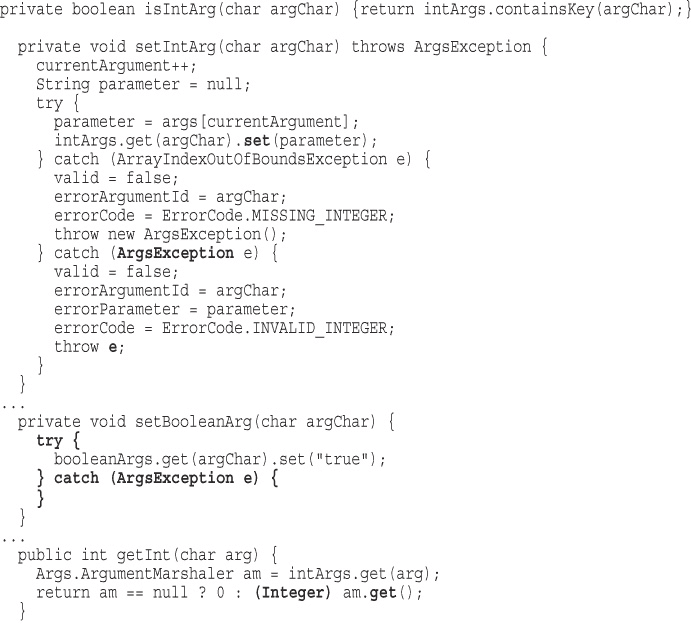 private boolean isIntArg(char argChar) {return intArgs.containsKey(argChar);}
private void setIntArg(char argChar) throws ArgsException {
currentArgument++;
String parameter = null;
try {
parameter = args[currentArgument];
intArgs.get(argChar).set(parameter);
} catch (ArrayIndexOutOfBoundsException e) {
valid = false;
errorArgumentId = argChar;
errorCode = ErrorCode.MISSING_INTEGER;
throw new ArgsException();
} catch (ArgsException e) {
valid = false;
errorArgumentId = argChar;
errorParameter = parameter;
errorCode = ErrorCode.INVALID_INTEGER;
throw e;
}
}
...
private void setBooleanArg(char argChar) {
try {
booleanArgs.get(argChar).set("true");
} catch (ArgsException e) {
}
}
...
public int getInt(char arg) {
Args.ArgumentMarshaler am = intArgs.get(arg);
return am == null ? 0 : (Integer) am.get();
}